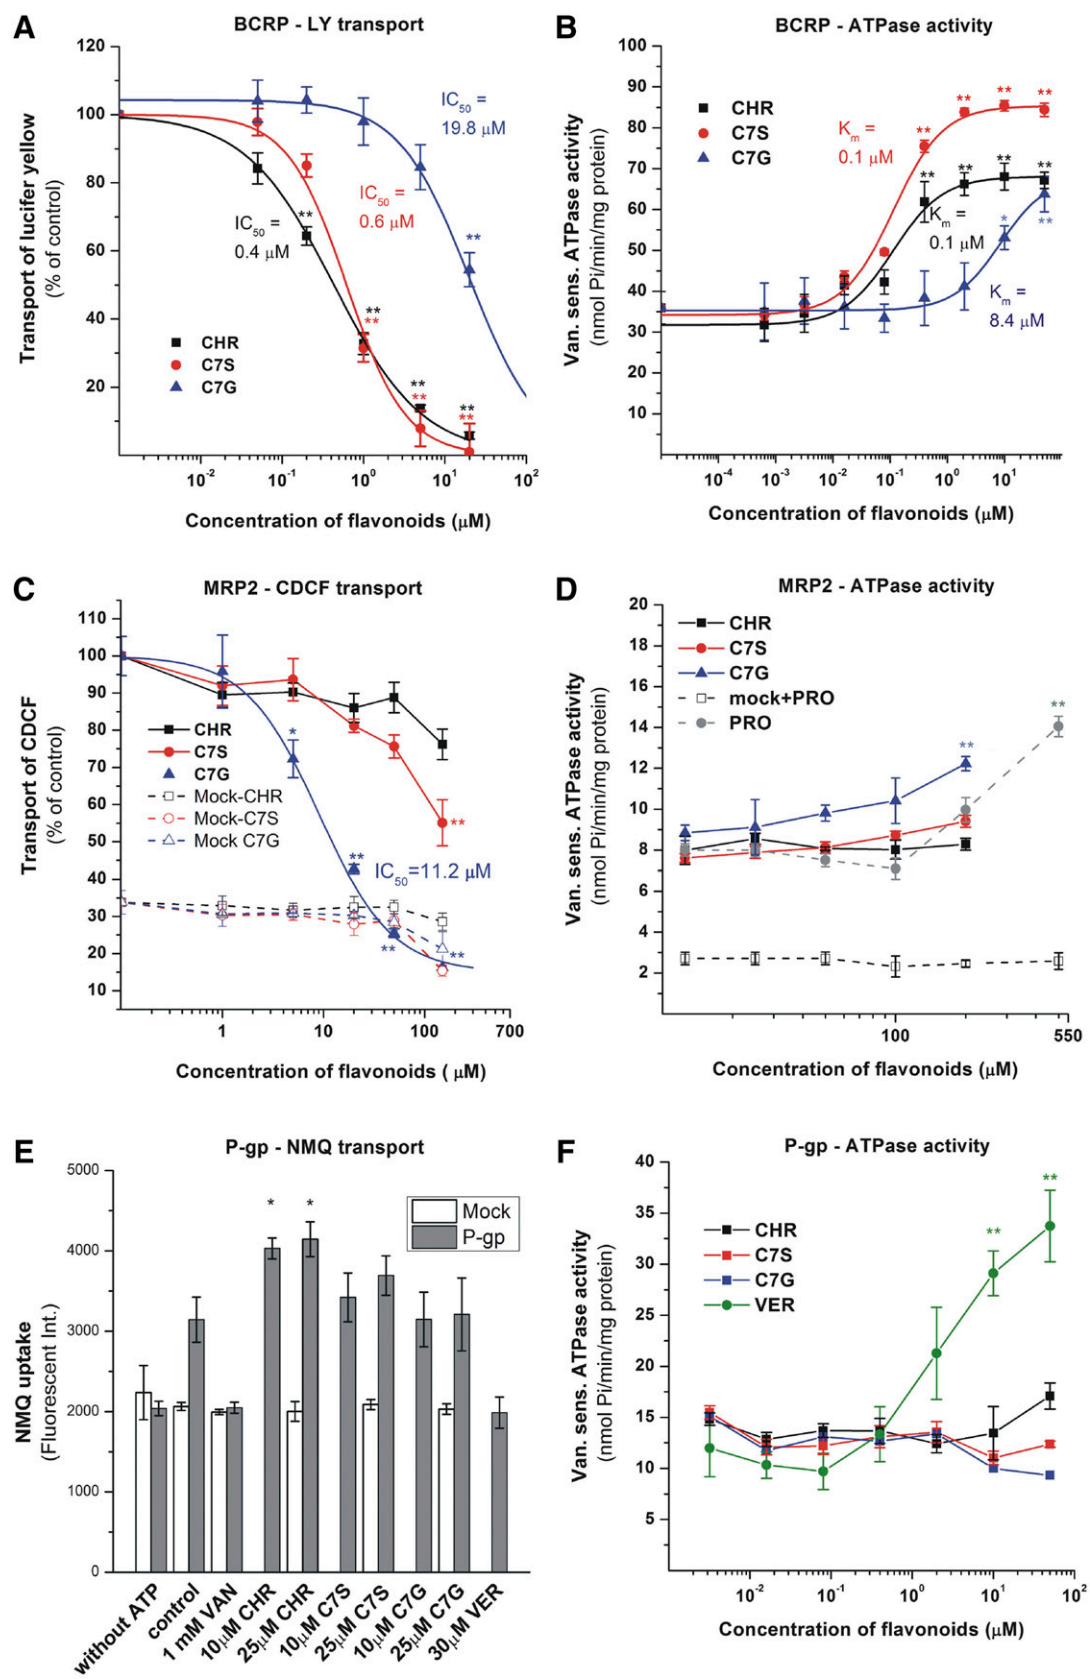 A
BCRP - LY transport
Transport of lucifer yellow
(% of control)
120
100
80
60
40
20
IC50 =
19.8 µM
IC50 =
0.6 µM
IC50 =
0.4 µM
**
**
**
**
**
**
**
**
CHR
C7S
C7G
10-2
10-1
100
101
102
Concentration of flavonoids (µM)
B
BCRP - ATPase activity
Van. sens. ATPase activity
(nmol Pi/min/mg protein)
100
90
80
70
60
50
40
30
20
10
CHR
C7S
C7G
Km =
0.1 µM
Km =
0.1 µM
Km =
8.4 µM
** ** ** **
** ** ** **
* **
10-4
10-3
10-2
10-1
100
101
Concentration of flavonoids (µM)
C
MRP2 - CDCF transport
Transport of CDCF
(% of control)
110
100
90
80
70
60
50
40
30
20
10
CHR
C7S
C7G
Mock-CHR
Mock-C7S
Mock C7G
*
**
**
**
**
IC50=11.2 µM
1
10
100
700
Concentration of flavonoids ( µM)
D
MRP2 - ATPase activity
Van. sens. ATPase activity
(nmol Pi/min/mg protein)
20
18
16
14
12
10
8
6
4
2
CHR
C7S
C7G
mock+PRO
PRO
**
**
100
550
Concentration of flavonoids (µM)
E
P-gp - NMQ transport
NMQ uptake
(Fluorescent Int.)
5000
4000
3000
2000
1000
0
* *
Mock
P-gp
without ATP
control
1 mM VAN
10µM CHR
25µM CHR
10µM C7S
25µM C7S
10µM C7G
25µM C7G
30µM VER
F
P-gp - ATPase activity
Van. sens. ATPase activity
(nmol Pi/min/mg protein)
40
35
30
25
20
15
10
5
CHR
C7S
C7G
VER
**
**
10-2
10-1
100
101
102
Concentration of flavonoids (µM)